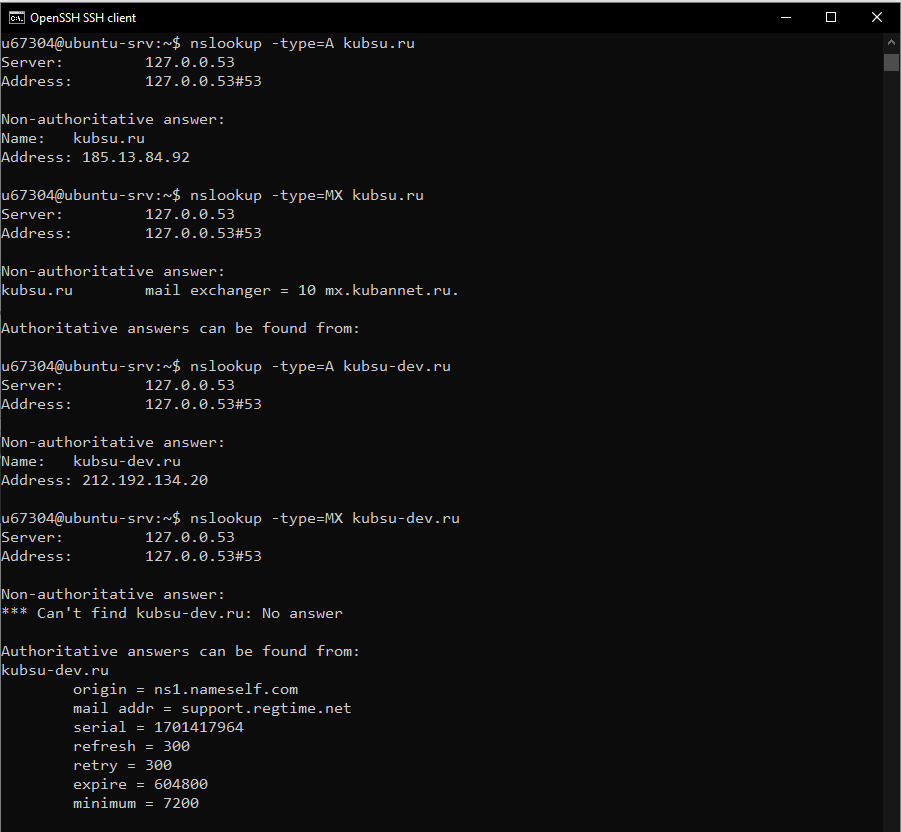 OpenSSH SSH client
u67304@ubuntu-srv:~$ nslookup -type=A kubsu.ru
Server:         127.0.0.53
Address:        127.0.0.53#53

Non-authoritative answer:
Name:   kubsu.ru
Address: 185.13.84.92

u67304@ubuntu-srv:~$ nslookup -type=MX kubsu.ru
Server:         127.0.0.53
Address:        127.0.0.53#53

Non-authoritative answer:
kubsu.ru        mail exchanger = 10 mx.kubannet.ru.

Authoritative answers can be found from:

u67304@ubuntu-srv:~$ nslookup -type=A kubsu-dev.ru
Server:         127.0.0.53
Address:        127.0.0.53#53

Non-authoritative answer:
Name:   kubsu-dev.ru
Address: 212.192.134.20

u67304@ubuntu-srv:~$ nslookup -type=MX kubsu-dev.ru
Server:         127.0.0.53
Address:        127.0.0.53#53

Non-authoritative answer:
*** Can't find kubsu-dev.ru: No answer

Authoritative answers can be found from:
kubsu-dev.ru
        origin = ns1.nameself.com
        mail addr = support.regtime.net
        serial = 1701417964
        refresh = 300
        retry = 300
        expire = 604800
        minimum = 7200